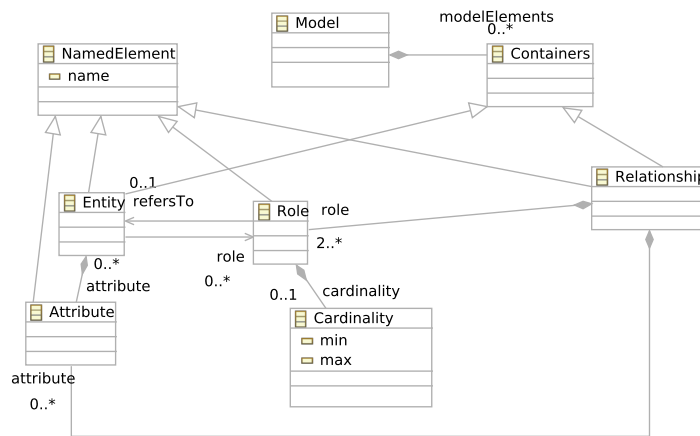 Model
modelElements
0..*
NamedElement
name
Containers
Relationship
0..1
Entity
refersTo
Role
role
2..*
role
0..*
0..*
attribute
0..1
cardinality
Attribute
Cardinality
min
max
attribute
0..*